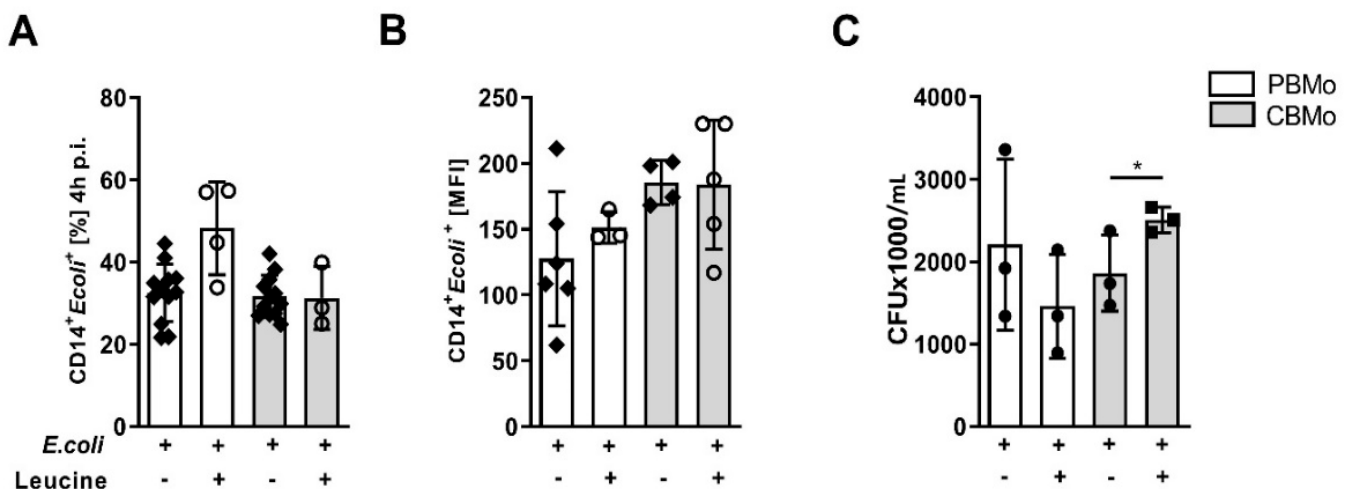 A
B
C
PBMo
CBMo
CD14+Ecoli+ [%] 4h p.i.
80
60
40
20
0
CD14+Ecoli+ [MFI]
250
200
150
100
50
0
CFUx1000/mL
4000
3000
2000
1000
0
*
E.coli + + + + + + + + + + + +
Leucine - + - + - + - + - + - +